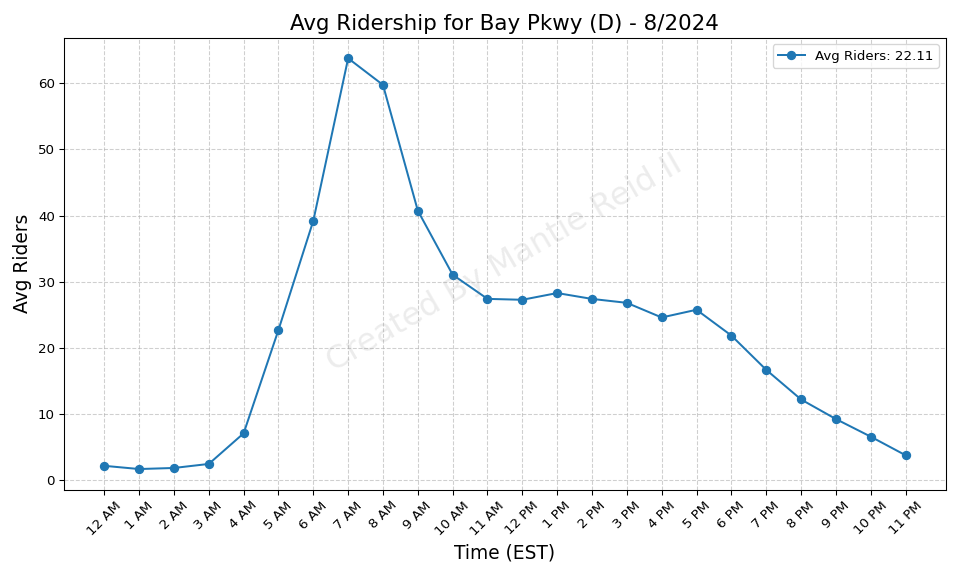 Avg Ridership for Bay Pkwy (D) - 8/2024
Avg Riders: 22.11
Avg Riders
60
50
40
30
20
10
0
Created By Mantie Reid II
12 AM
1 AM
2 AM
3 AM
4 AM
5 AM
6 AM
7 AM
8 AM
9 AM
10 AM
11 AM
12 PM
1 PM
2 PM
3 PM
4 PM
5 PM
6 PM
7 PM
8 PM
9 PM
10 PM
11 PM
Time (EST)